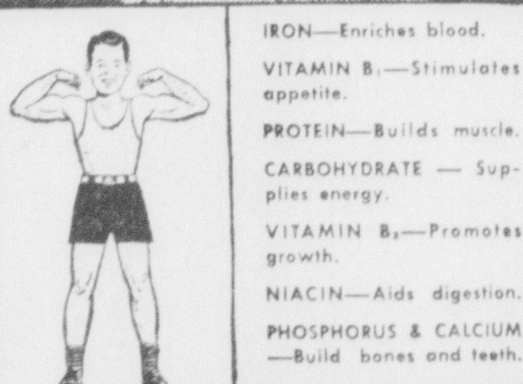 IRON—Enriches blood.
VITAMIN B₁—Stimulates
appetite.
PROTEIN—Builds muscle.
CARBOHYDRATE — Sup-
plies energy.
VITAMIN B₂—Promotes
growth.
NIACIN—Aids digestion.
PHOSPHORUS & CALCIUM
—Build bones and teeth.